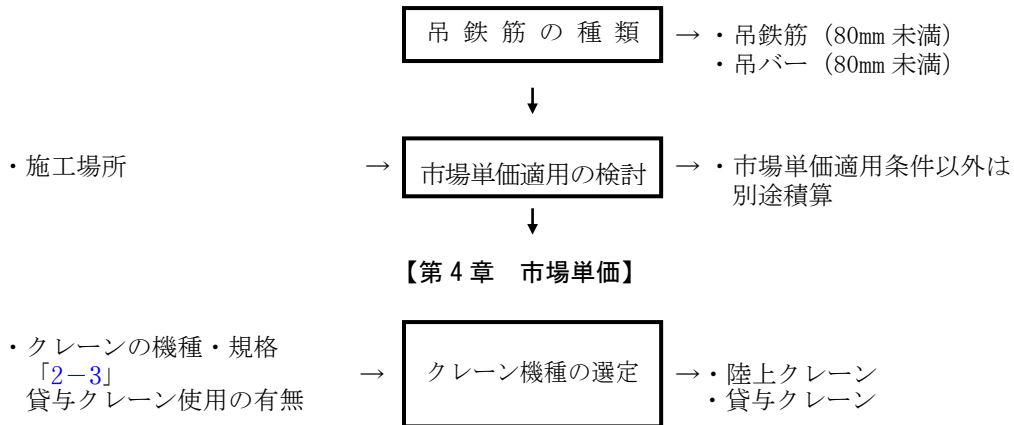 吊 鉄 筋 の 種 類 → ・吊鉄筋（80mm 未満）
・吊バー（80mm 未満）
↓
・施工場所 → 市場単価適用の検討 → ・市場単価適用条件以外は
別途積算
↓
【第４章　市場単価】
・クレーンの機種・規格
「2－3」 → クレーン機種の選定 →・陸上クレーン
貸与クレーン使用の有無 ・貸与クレーン